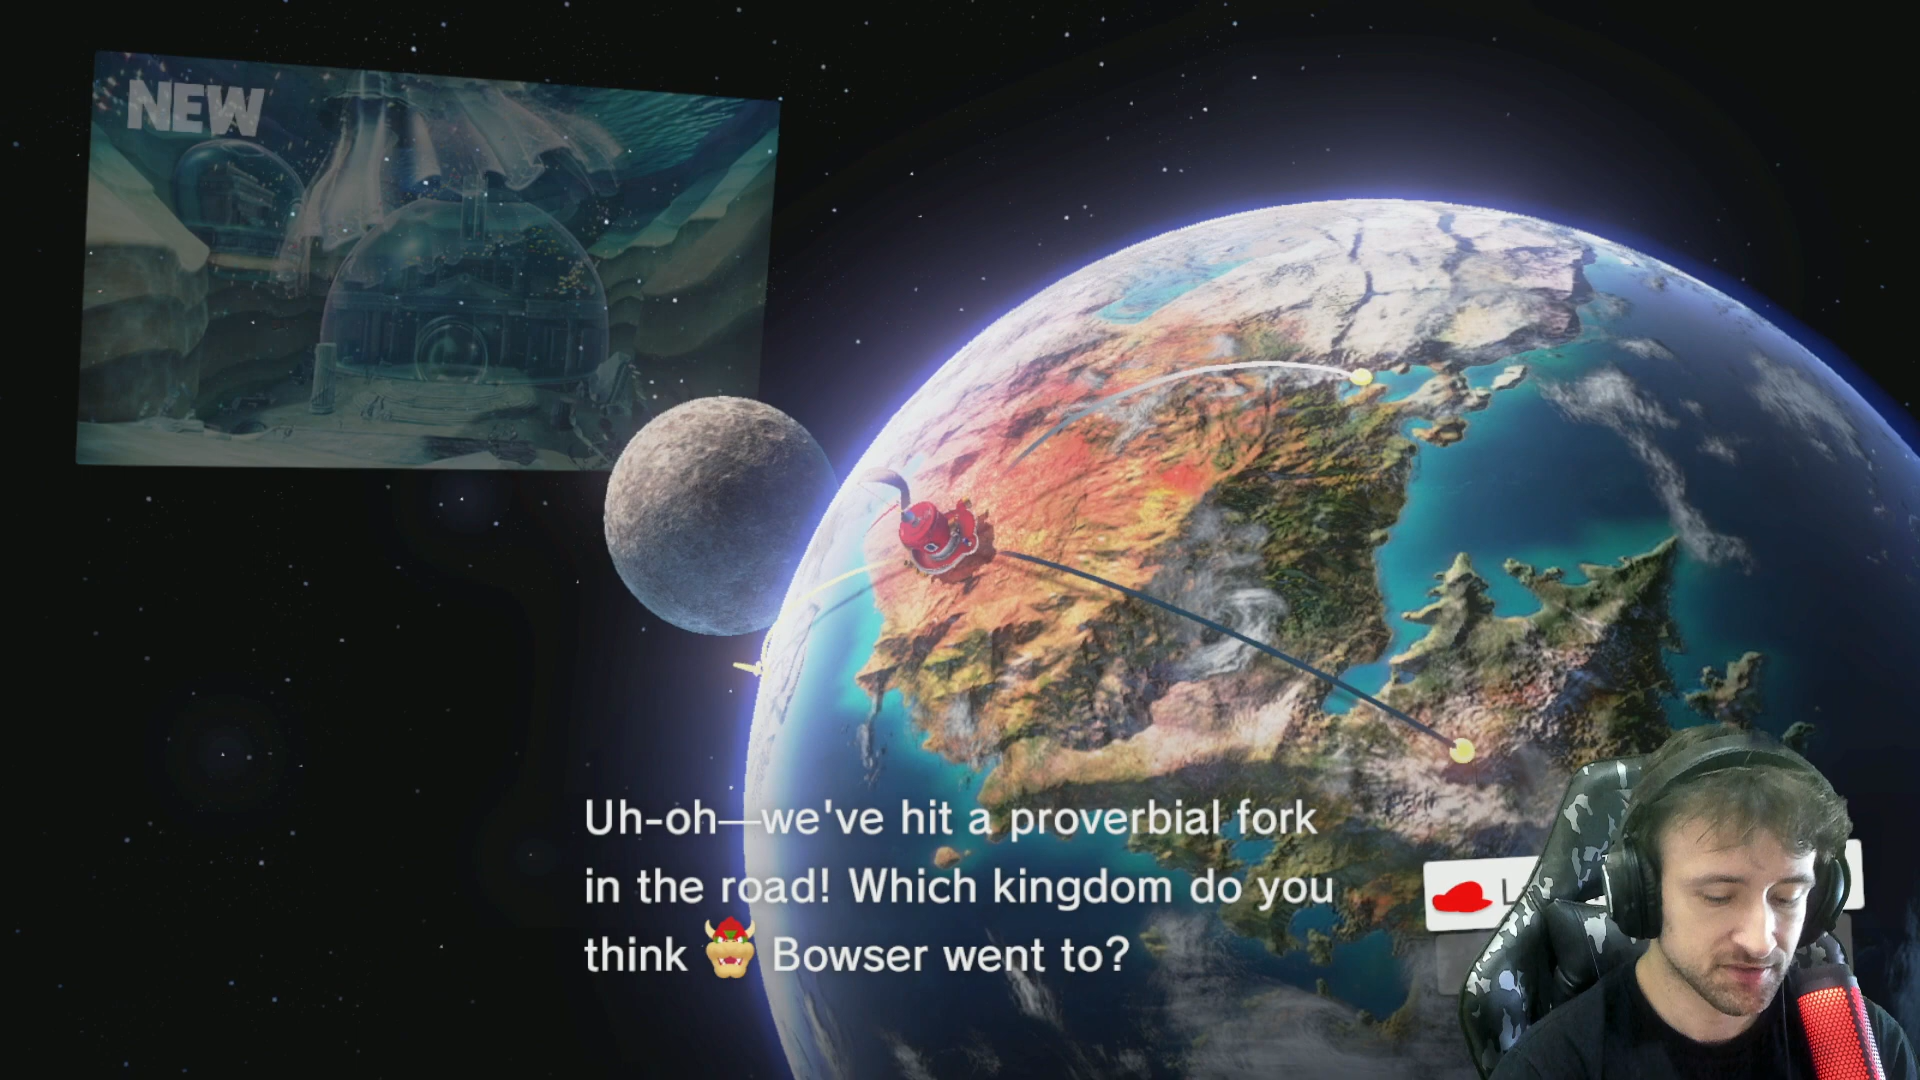 NEW
Uh-oh—we've hit a proverbial fork
in the road! Which kingdom do you
think Bowser went to?